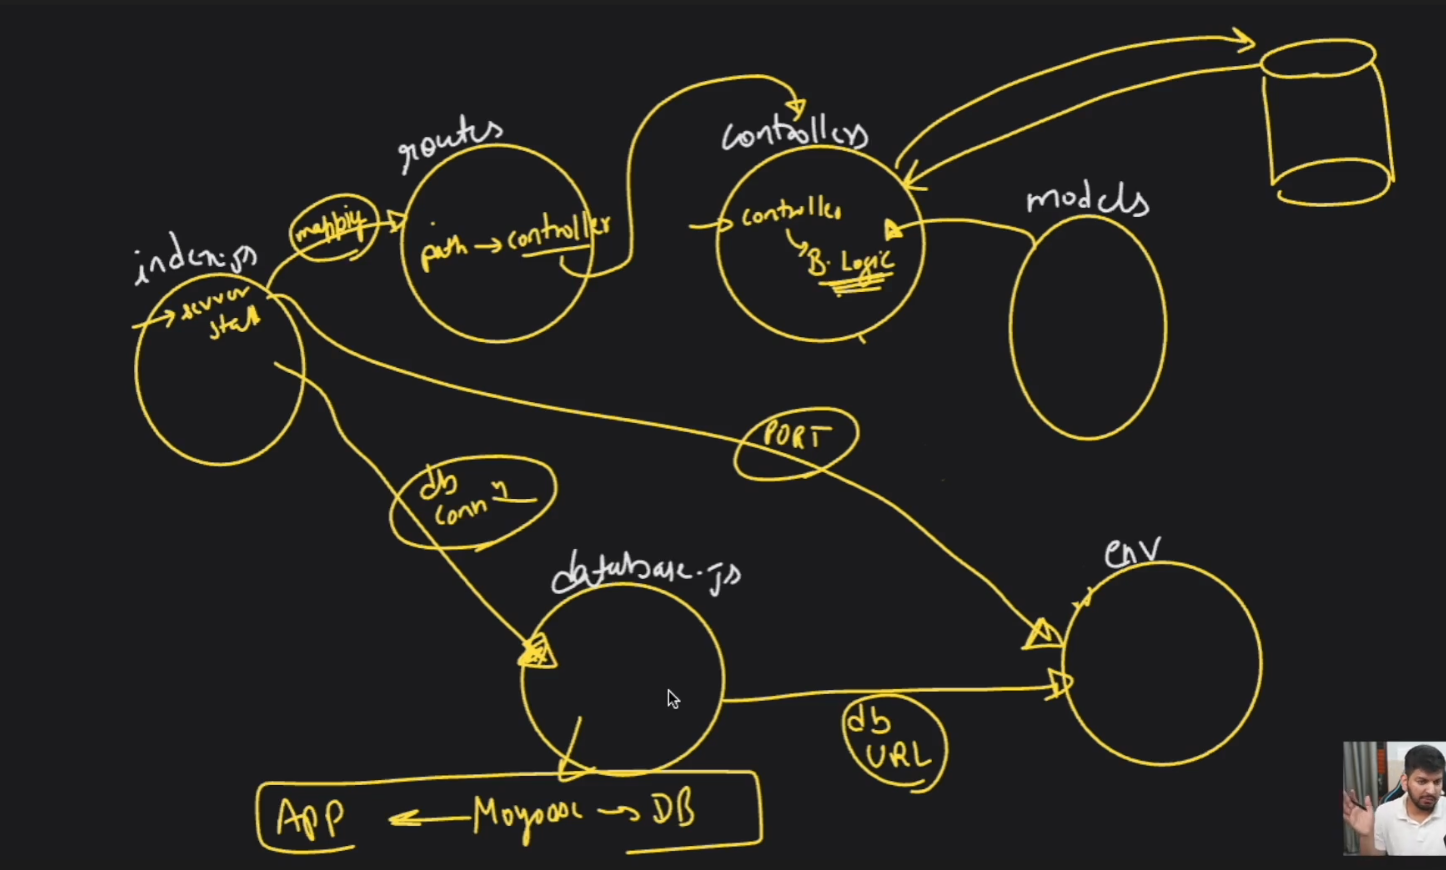 routes
controllers
models
mapping
path → controller
controller
B. Logic
index.js
→ server
start
PORT
db
conn
database.js
env
db
URL
App ← Mongoose → DB